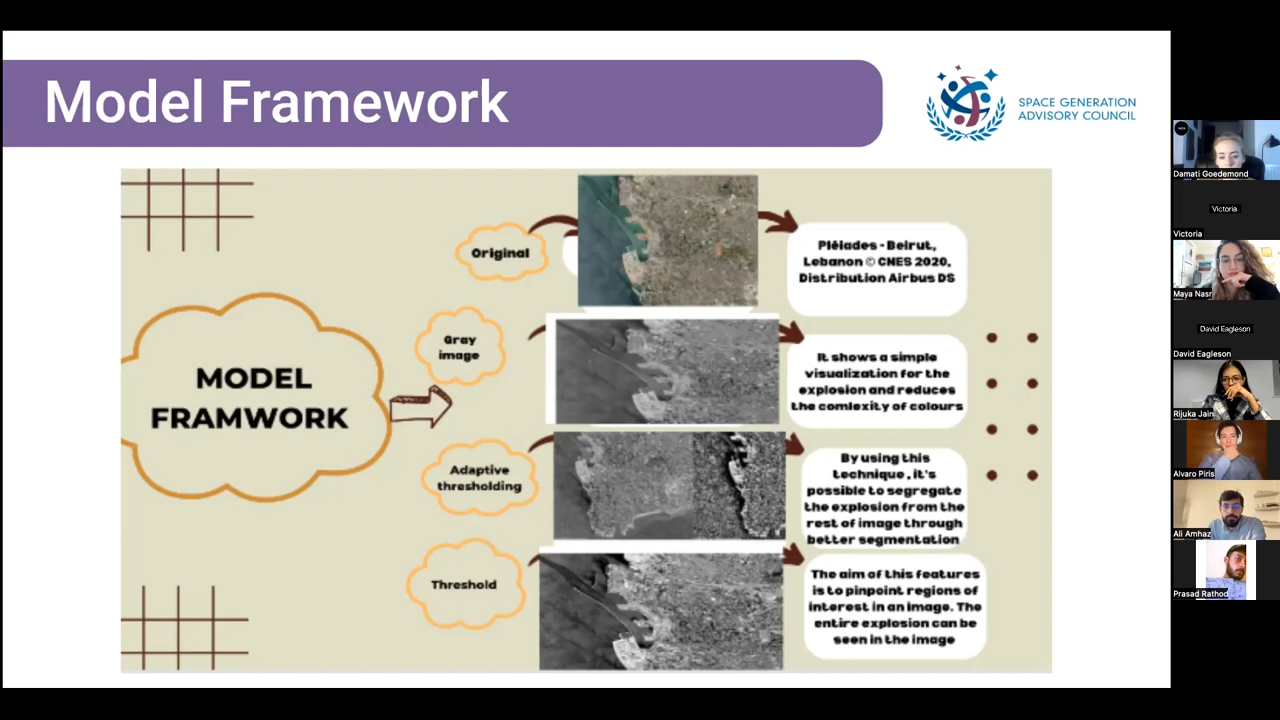 Model Framework
SPACE GENERATION
ADVISORY COUNCIL
MODEL
FRAMWORK
Original
Pléiades - Beirut,
Lebanon © CNES 2020,
Distribution Airbus DS
Gray
image
It shows a simple
visualization for the
explosion and reduces
the comlexity of colours
Adaptive
thresholding
By using this
technique , it's
possible to segregate
the explosion from the
rest of image through
better segmentation
Threshold
The aim of this features
is to pinpoint regions of
interest in an image. The
entire explosion can be
seen in the image
Damati Goedemond
Victoria
Victoria
Maya Nasr
David Eagleson
David Eagleson
Rijuka Jain
Alvaro Piris
Ali Amhaz
Prasad Rathod